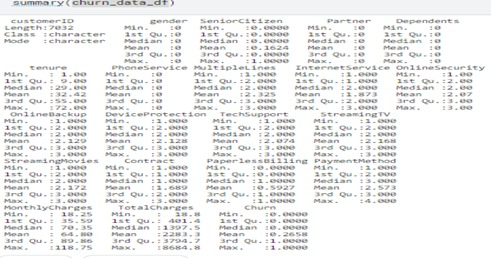 summary(churn_data_df)
customerID gender SeniorCitizen Partner Dependents
Length:7032 Min. :0 Min. :0.0000 Min. :0 Min. :0
Class :character 1st Qu.:0 1st Qu.:0.0000 1st Qu.:0 1st Qu.:0
Mode :character Median :0 Median :0.0000 Median :0 Median :0
Mean :0 Mean :0.1624 Mean :0 Mean :0
3rd Qu.:0 3rd Qu.:0.0000 3rd Qu.:0 3rd Qu.:0
Max. :0 Max. :1.0000 Max. :0 Max. :0
tenure PhoneService MultipleLines InternetService OnlineSecurity
Min. : 1.00 Min. :0 Min. :1.000 Min. :1.000 Min. :1.00
1st Qu.: 9.00 1st Qu.:0 1st Qu.:2.000 1st Qu.:1.000 1st Qu.:2.00
Median :29.00 Median :0 Median :2.000 Median :2.000 Median :2.00
Mean :32.42 Mean :0 Mean :2.325 Mean :1.873 Mean :2.07
3rd Qu.:55.00 3rd Qu.:0 3rd Qu.:3.000 3rd Qu.:2.000 3rd Qu.:3.00
Max. :72.00 Max. :0 Max. :3.000 Max. :3.000 Max. :3.00
OnlineBackup DeviceProtection TechSupport StreamingTV
Min. :1.000 Min. :1.000 Min. :1.000 Min. :1.000
1st Qu.:2.000 1st Qu.:2.000 1st Qu.:2.000 1st Qu.:2.000
Median :2.000 Median :2.000 Median :2.000 Median :2.000
Mean :2.129 Mean :2.128 Mean :2.074 Mean :2.168
3rd Qu.:3.000 3rd Qu.:3.000 3rd Qu.:3.000 3rd Qu.:3.000
Max. :3.000 Max. :3.000 Max. :3.000 Max. :3.000
StreamingMovies Contract PaperlessBilling PaymentMethod
Min. :1.000 Min. :1.000 Min. :0.0000 Min. :1.000
1st Qu.:2.000 1st Qu.:1.000 1st Qu.:0.0000 1st Qu.:2.000
Median :2.000 Median :1.000 Median :1.0000 Median :3.000
Mean :2.172 Mean :1.689 Mean :0.5927 Mean :2.573
3rd Qu.:3.000 3rd Qu.:2.000 3rd Qu.:1.0000 3rd Qu.:3.000
Max. :3.000 Max. :3.000 Max. :1.0000 Max. :4.000
MonthlyCharges TotalCharges Churn
Min. : 18.25 Min. : 18.8 Min. :0.0000
1st Qu.: 35.59 1st Qu.: 401.4 1st Qu.:0.0000
Median : 70.35 Median :1397.5 Median :0.0000
Mean : 64.80 Mean :2283.3 Mean :0.2658
3rd Qu.: 89.86 3rd Qu.:3794.7 3rd Qu.:1.0000
Max. :118.75 Max. :8684.8 Max. :1.0000